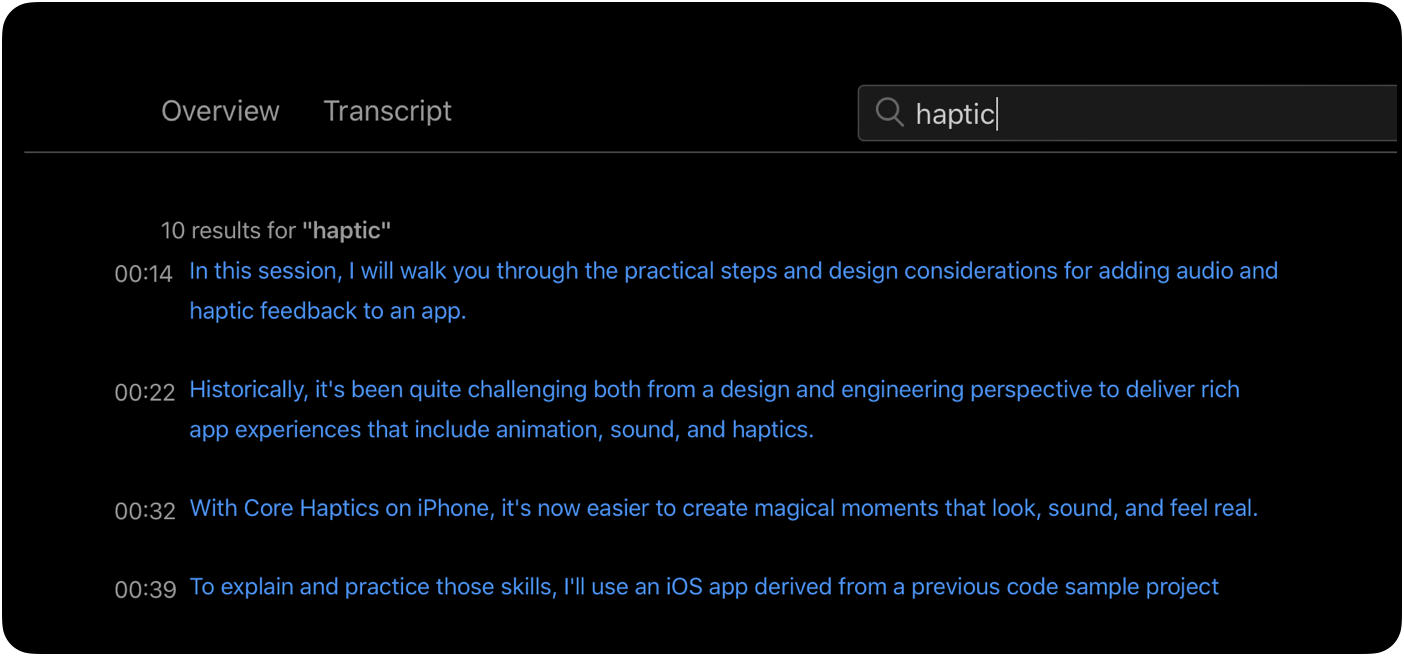 Overview Transcript haptic
10 results for "haptic"
00:14 In this session, I will walk you through the practical steps and design considerations for adding audio and
haptic feedback to an app.
00:22 Historically, it's been quite challenging both from a design and engineering perspective to deliver rich
app experiences that include animation, sound, and haptics.
00:32 With Core Haptics on iPhone, it's now easier to create magical moments that look, sound, and feel real.
00:39 To explain and practice those skills, I'll use an iOS app derived from a previous code sample project